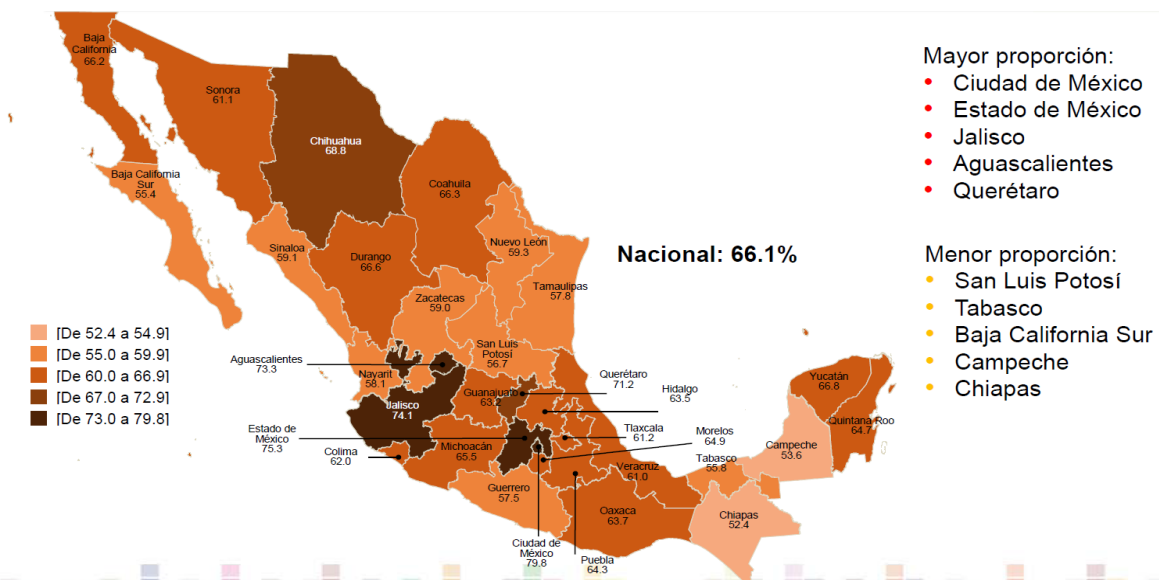 Baja
California
66.2
Sonora
61.1
Chihuahua
68.8
Coahuila
66.3
Baja California
Sur
55.4
Sinaloa
59.1
Durango
66.6
Nuevo León
59.3
Tamaulipas
57.8
Zacatecas
59.0
San Luis
Potosí
56.7
Nacional: 66.1%
Mayor proporción:
• Ciudad de México
• Estado de México
• Jalisco
• Aguascalientes
• Querétaro
Menor proporción:
• San Luis Potosí
• Tabasco
• Baja California Sur
• Campeche
• Chiapas
[De 52.4 a 54.9]
[De 55.0 a 59.9]
[De 60.0 a 66.9]
[De 67.0 a 72.9]
[De 73.0 a 79.8]
Aguascalientes
73.3
Nayarit
58.1
Jalisco
74.1
Guanajuato
63.2
Querétaro
71.2
Hidalgo
63.5
Estado de
México
75.3
Colima
62.0
Michoacán
65.5
Tlaxcala
61.2
Morelos
64.9
Veracruz
61.0
Guerrero
57.5
Oaxaca
63.7
Ciudad de
México
79.8
Puebla
64.3
Tabasco
55.8
Chiapas
52.4
Campeche
53.6
Yucatán
66.8
Quintana Roo
64.7